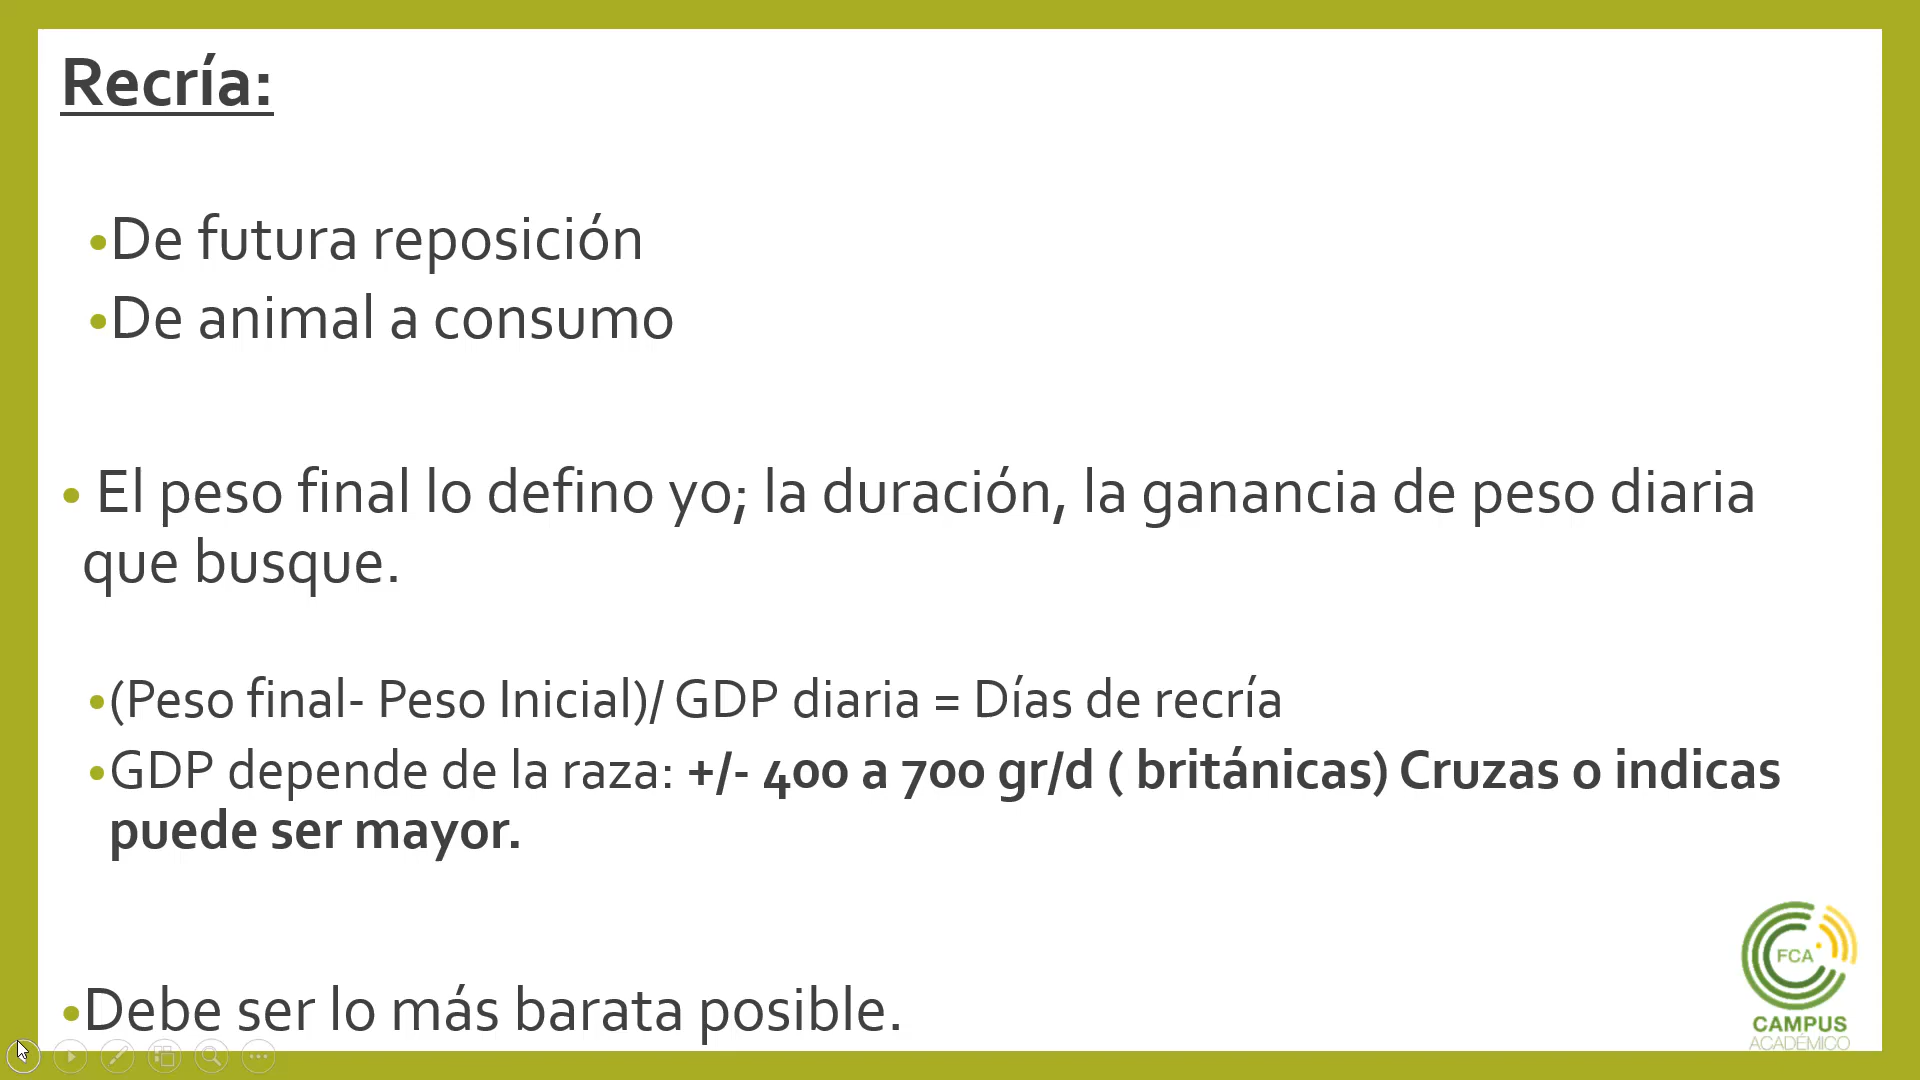 Recría:
•De futura reposición
•De animal a consumo
• El peso final lo defino yo; la duración, la ganancia de peso diaria
que busque.
•(Peso final- Peso Inicial)/ GDP diaria = Días de recría
•GDP depende de la raza: +/- 400 a 700 gr/d ( británicas) Cruzas o indicas
puede ser mayor.
•Debe ser lo más barata posible.
FCA
CAMPUS
ACADÉMICO